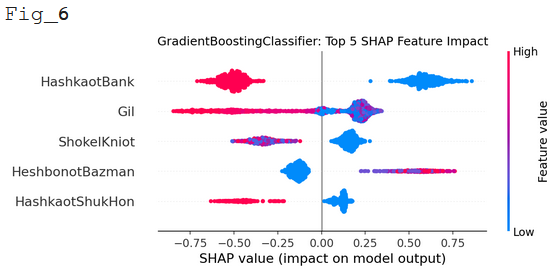 Fig_6
GradientBoostingClassifier: Top 5 SHAP Feature Impact
High
HashkaotBank
Gil
ShokelKniot
HeshbonotBazman
HashkaotShukHon
Feature value
Low
−0.75 −0.50 −0.25 0.00 0.25 0.50 0.75
SHAP value (impact on model output)